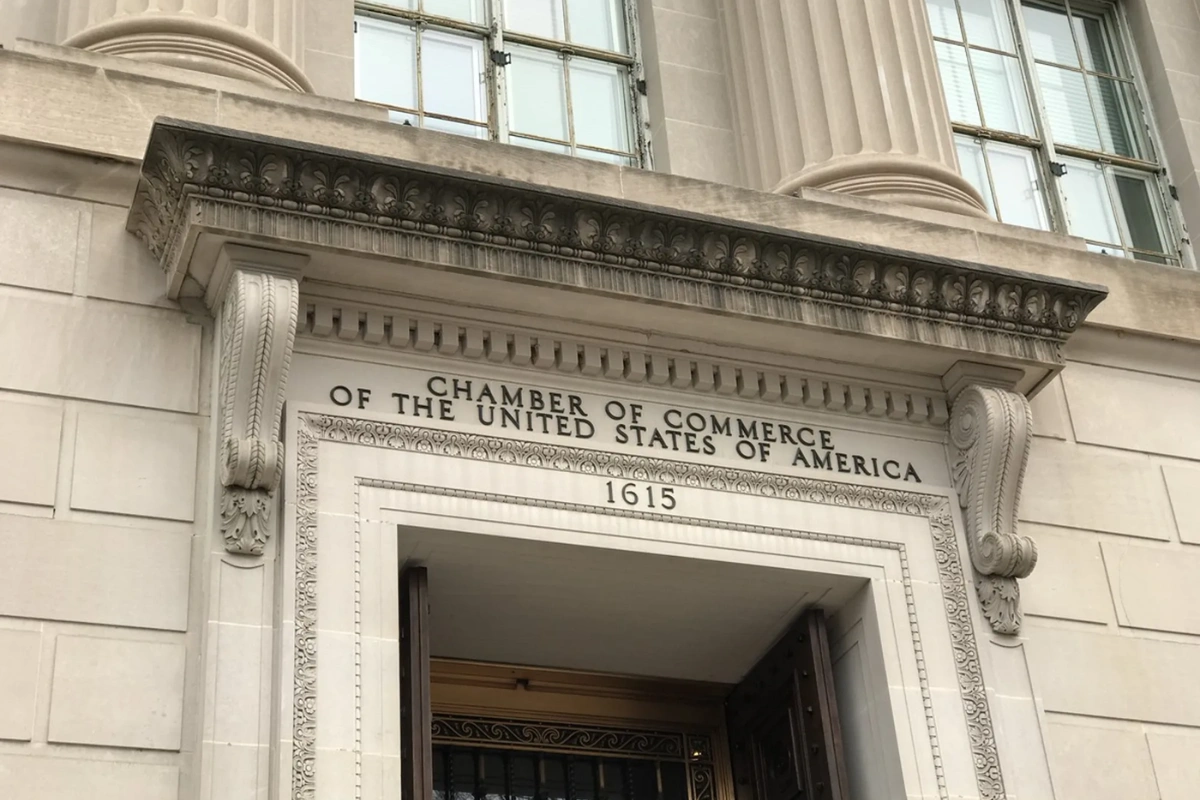 CHAMBER OF COMMERCE
OF THE UNITED STATES OF AMERICA
1615